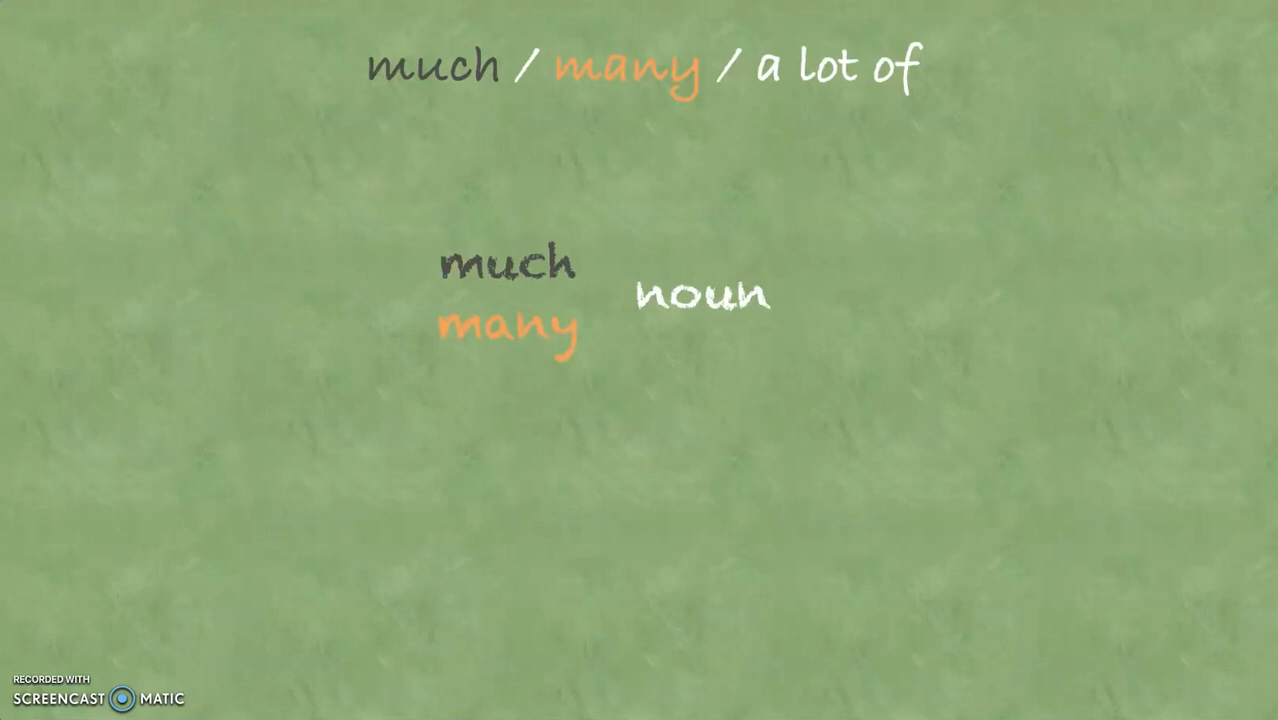 much / many / a lot of
much
noun
many
RECORDED WITH
SCREENCAST MATIC